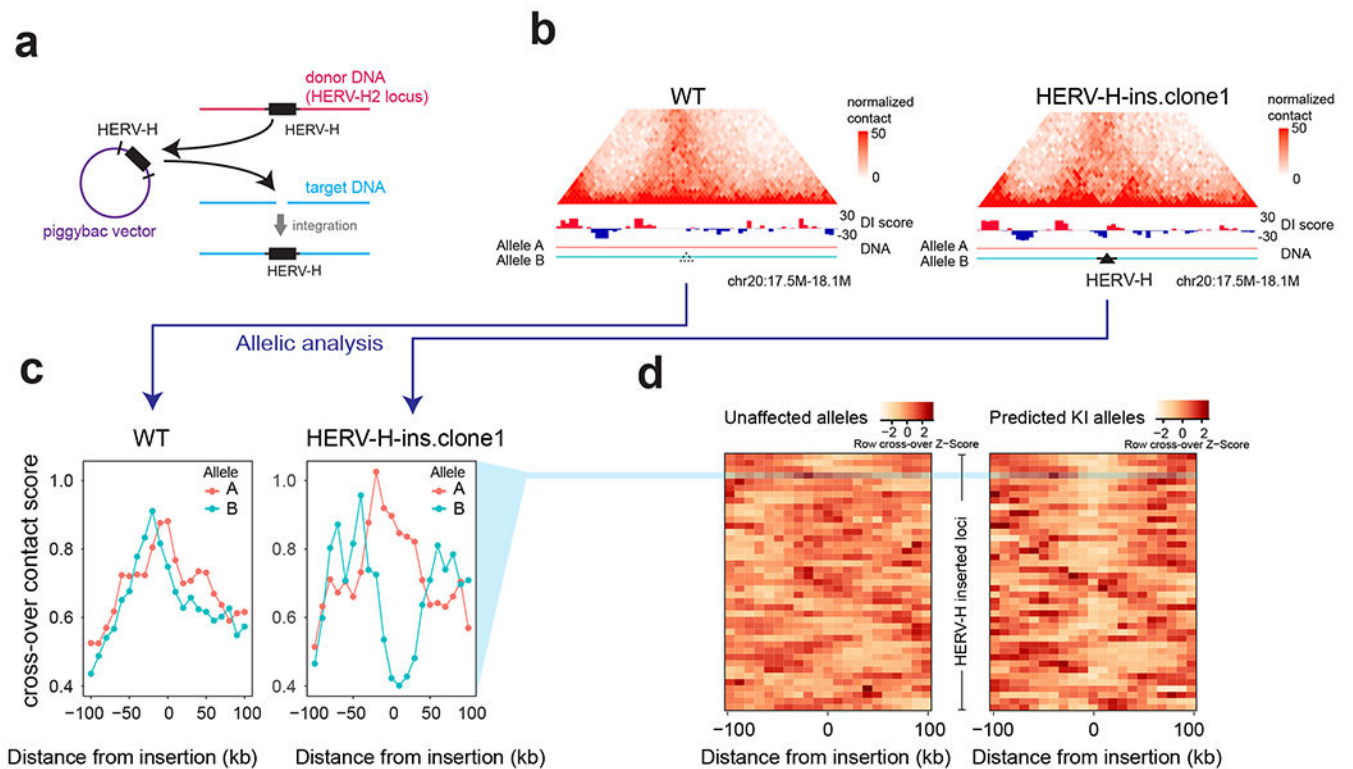 a
donor DNA
(HERV-H2 locus)
HERV-H
HERV-H
target DNA
piggybac vector
integration
HERV-H
b
WT
normalized
contact
50
0
30
DI score
-30
Allele A
Allele B
DNA
chr20:17.5M-18.1M
HERV-H-ins.clone1
normalized
contact
50
0
30
DI score
-30
Allele A
Allele B
DNA
HERV-H
chr20:17.5M-18.1M
Allelic analysis
c
WT
cross-over contact score
1.0
0.8
0.6
0.4
Allele
A
B
−100
0
50
100
Distance from insertion (kb)
HERV-H-ins.clone1
1.0
0.8
0.6
0.4
Allele
A
B
−100
−50
0
50
100
Distance from insertion (kb)
d
Unaffected alleles
−2 0 2
Row cross-over Z−Score
−100
0
100
Distance from insertion (kb)
HERV-H inserted loci
Predicted KI alleles
−2 0 2
Row cross-over Z−Score
−100
0
100
Distance from insertion (kb)